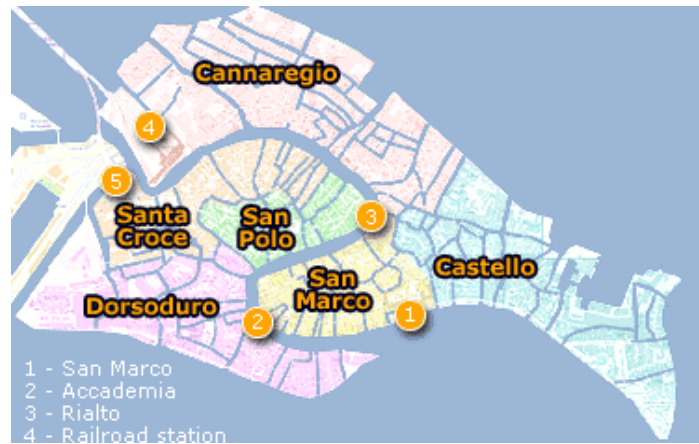 Cannaregio
4
5
Santa
Croce
San
Polo
3
Castello
San
Marco
Dorsoduro
1
2
1 - San Marco
2 - Accademia
3 - Rialto
4 - Railroad station